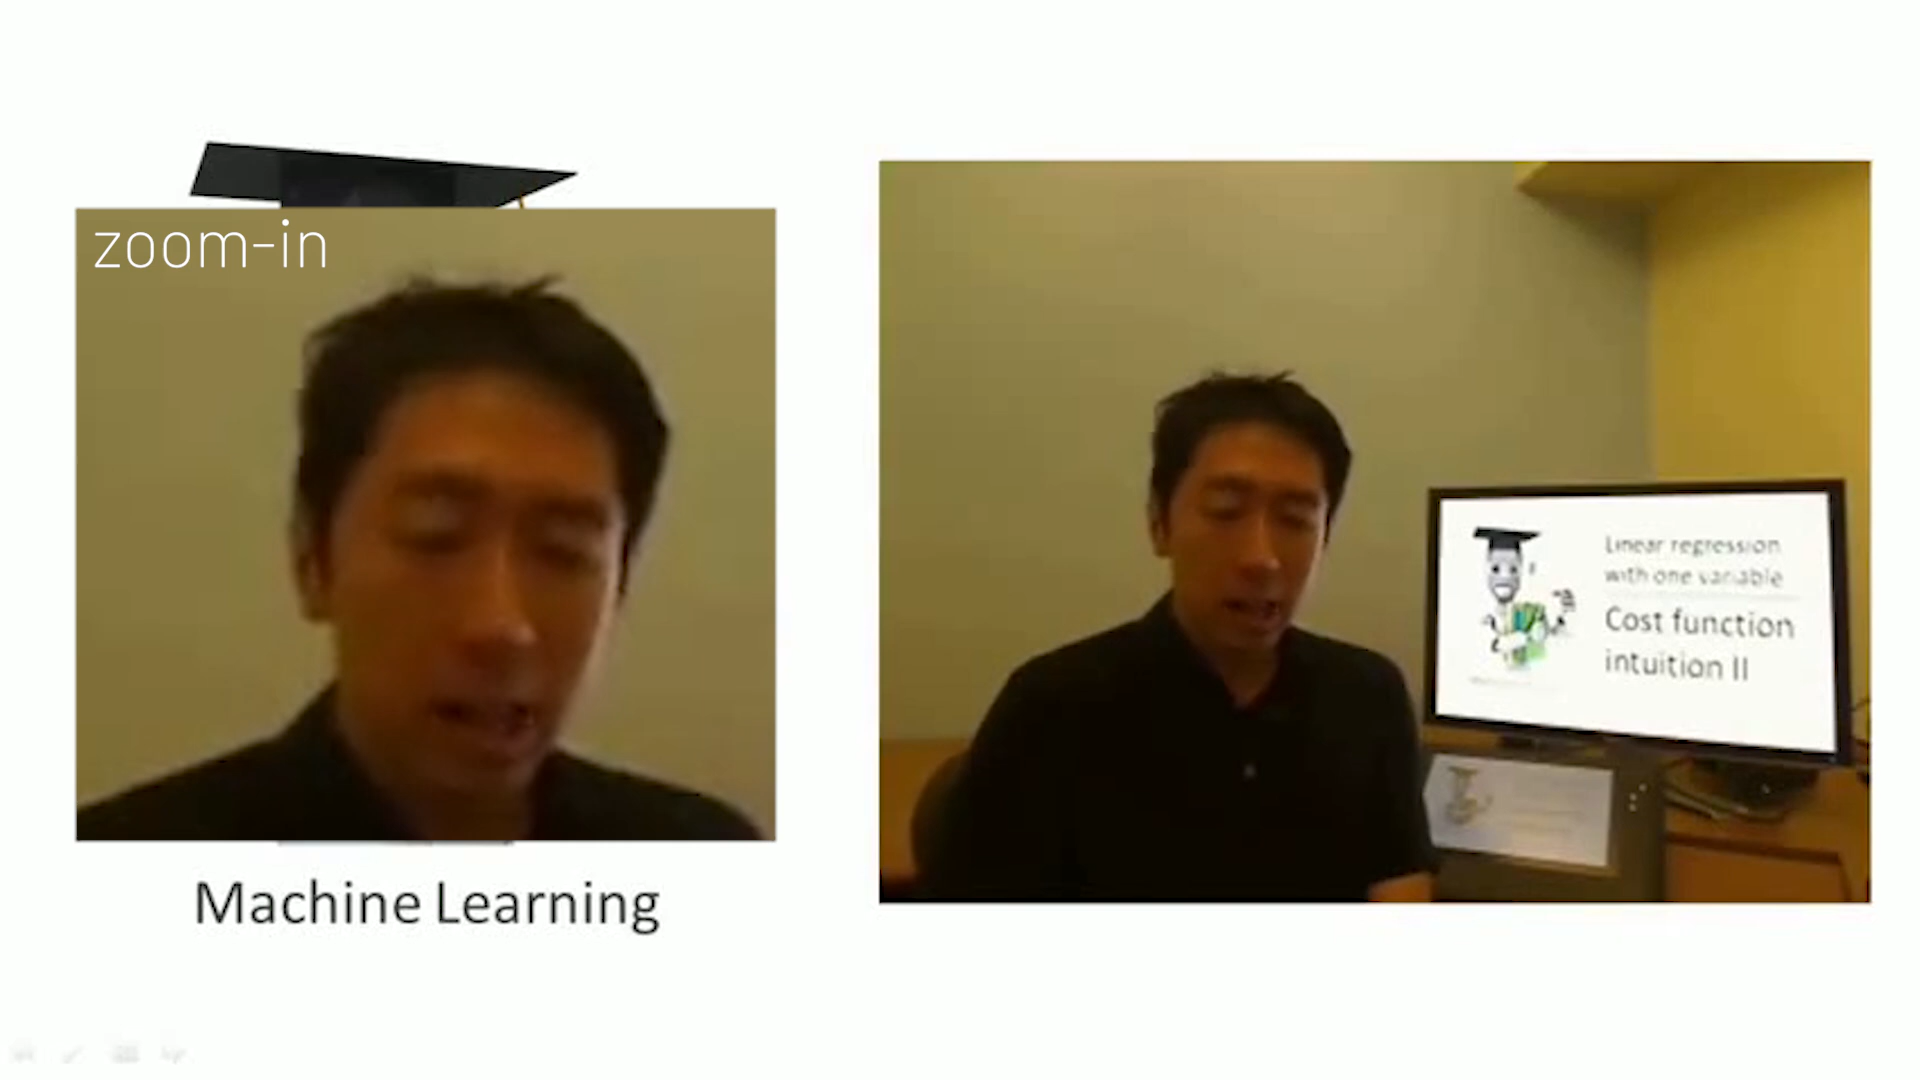 zoom-in
Machine Learning
Linear regression
with one variable
Cost function
intuition II